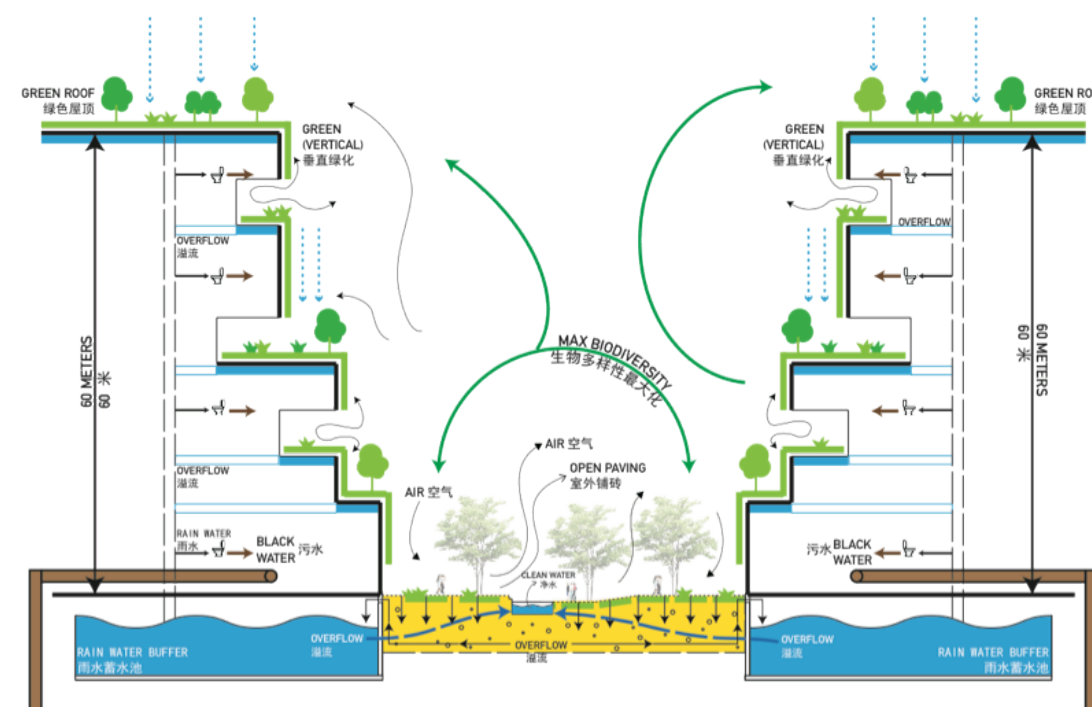 GREEN ROOF
绿色屋顶
GREEN
(VERTICAL)
垂直绿化
GREEN
(VERTICAL)
垂直绿化
GREEN RO
绿色屋顶
OVERFLOW
溢流
OVERFLOW
60 METERS
60 米
MAX BIODIVERSITY
生物多样性最大化
60 METERS
60 米
AIR 空气
OPEN PAVING
室外铺砖
OVERFLOW
溢流
AIR 空气
RAIN WATER
雨水
BLACK
WATER
污水
CLEAN WATER
净水
污水
BLACK
WATER
OVERFLOW
溢流
OVERFLOW
溢流
OVERFLOW
溢流
RAIN WATER BUFFER
雨水蓄水池
RAIN WATER BUFFER
雨水蓄水池